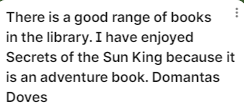 There is a good range of books
in the library. I have enjoyed
Secrets of the Sun King because it
is an adventure book. Domantas
Doves